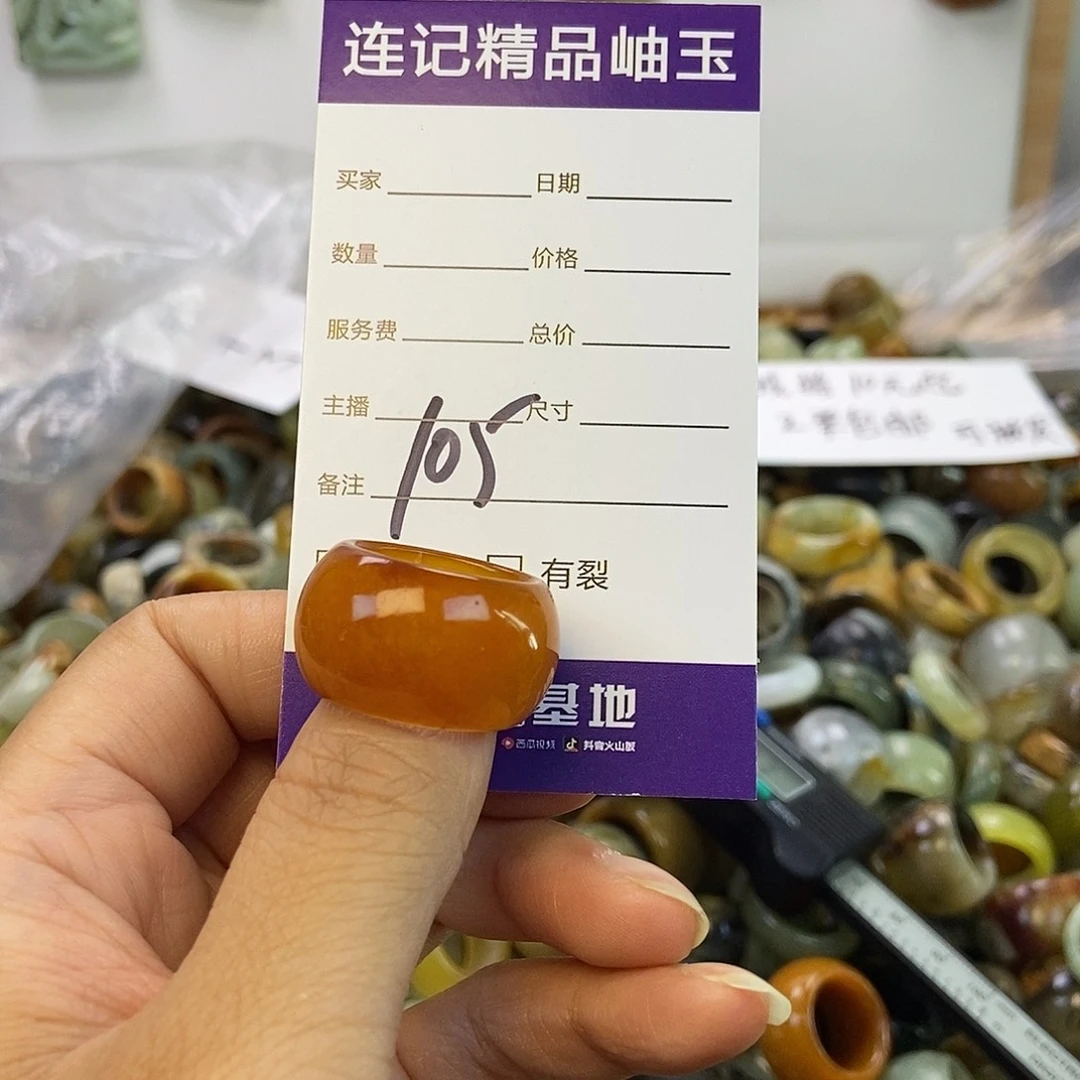 连记精品岫玉
买家 日期
数量 价格
服务费 总价
主播 尺寸
105
备注
有裂
基地
西瓜视频 抖音火山版